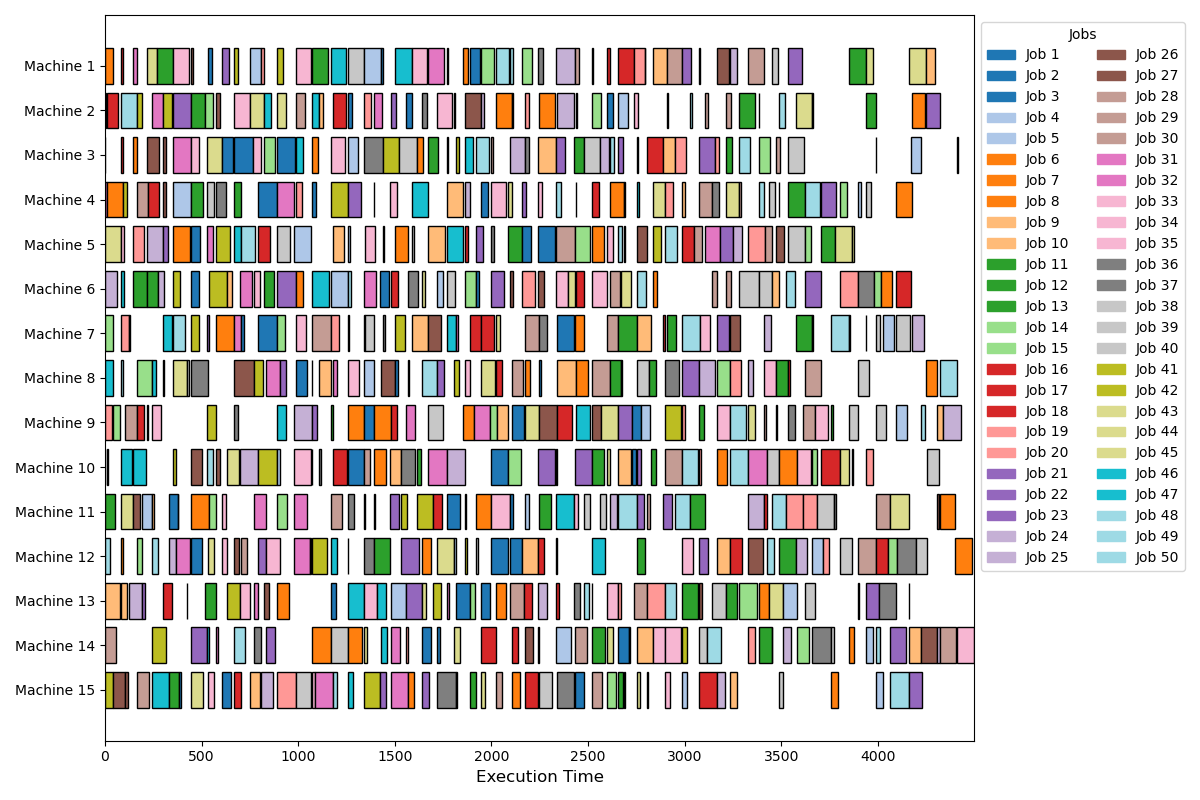 Machine 1
Machine 2
Machine 3
Machine 4
Machine 5
Machine 6
Machine 7
Machine 8
Machine 9
Machine 10
Machine 11
Machine 12
Machine 13
Machine 14
Machine 15
0 500 1000 1500 2000 2500 3000 3500 4000
Execution Time
Jobs
Job 1
Job 2
Job 3
Job 4
Job 5
Job 6
Job 7
Job 8
Job 9
Job 10
Job 11
Job 12
Job 13
Job 14
Job 15
Job 16
Job 17
Job 18
Job 19
Job 20
Job 21
Job 22
Job 23
Job 24
Job 25
Job 26
Job 27
Job 28
Job 29
Job 30
Job 31
Job 32
Job 33
Job 34
Job 35
Job 36
Job 37
Job 38
Job 39
Job 40
Job 41
Job 42
Job 43
Job 44
Job 45
Job 46
Job 47
Job 48
Job 49
Job 50